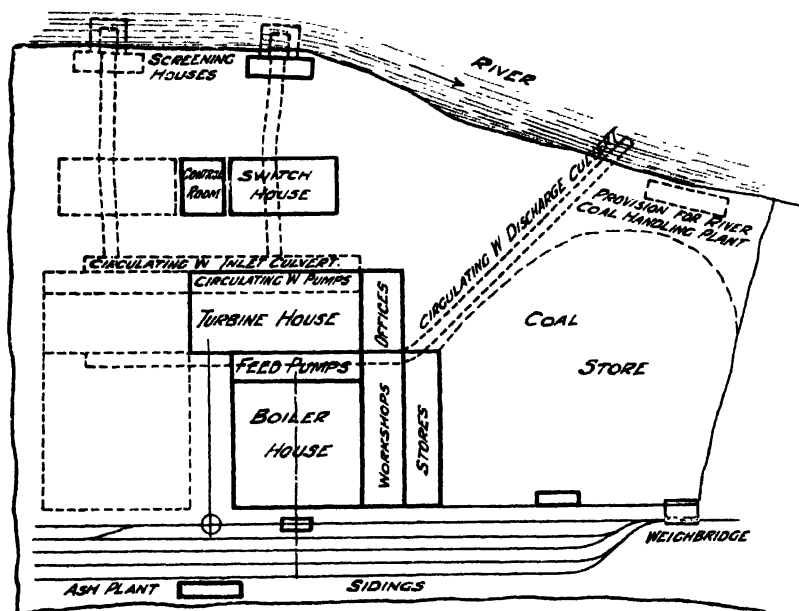 SCREENING
HOUSES
RIVER
CONTROL
ROOM
SWITCH
HOUSE
PROVISION FOR RIVER
COAL HANDLING PLANT
CIRCULATING W DISCHARGE CULVERT
CIRCULATING W INLET CULVERT.
CIRCULATING W PUMPS
TURBINE HOUSE
OFFICES
COAL
STORE
FEED PUMPS
BOILER
HOUSE
WORKSHOPS
STORES
WEIGHBRIDGE
ASH PLANT
SIDINGS